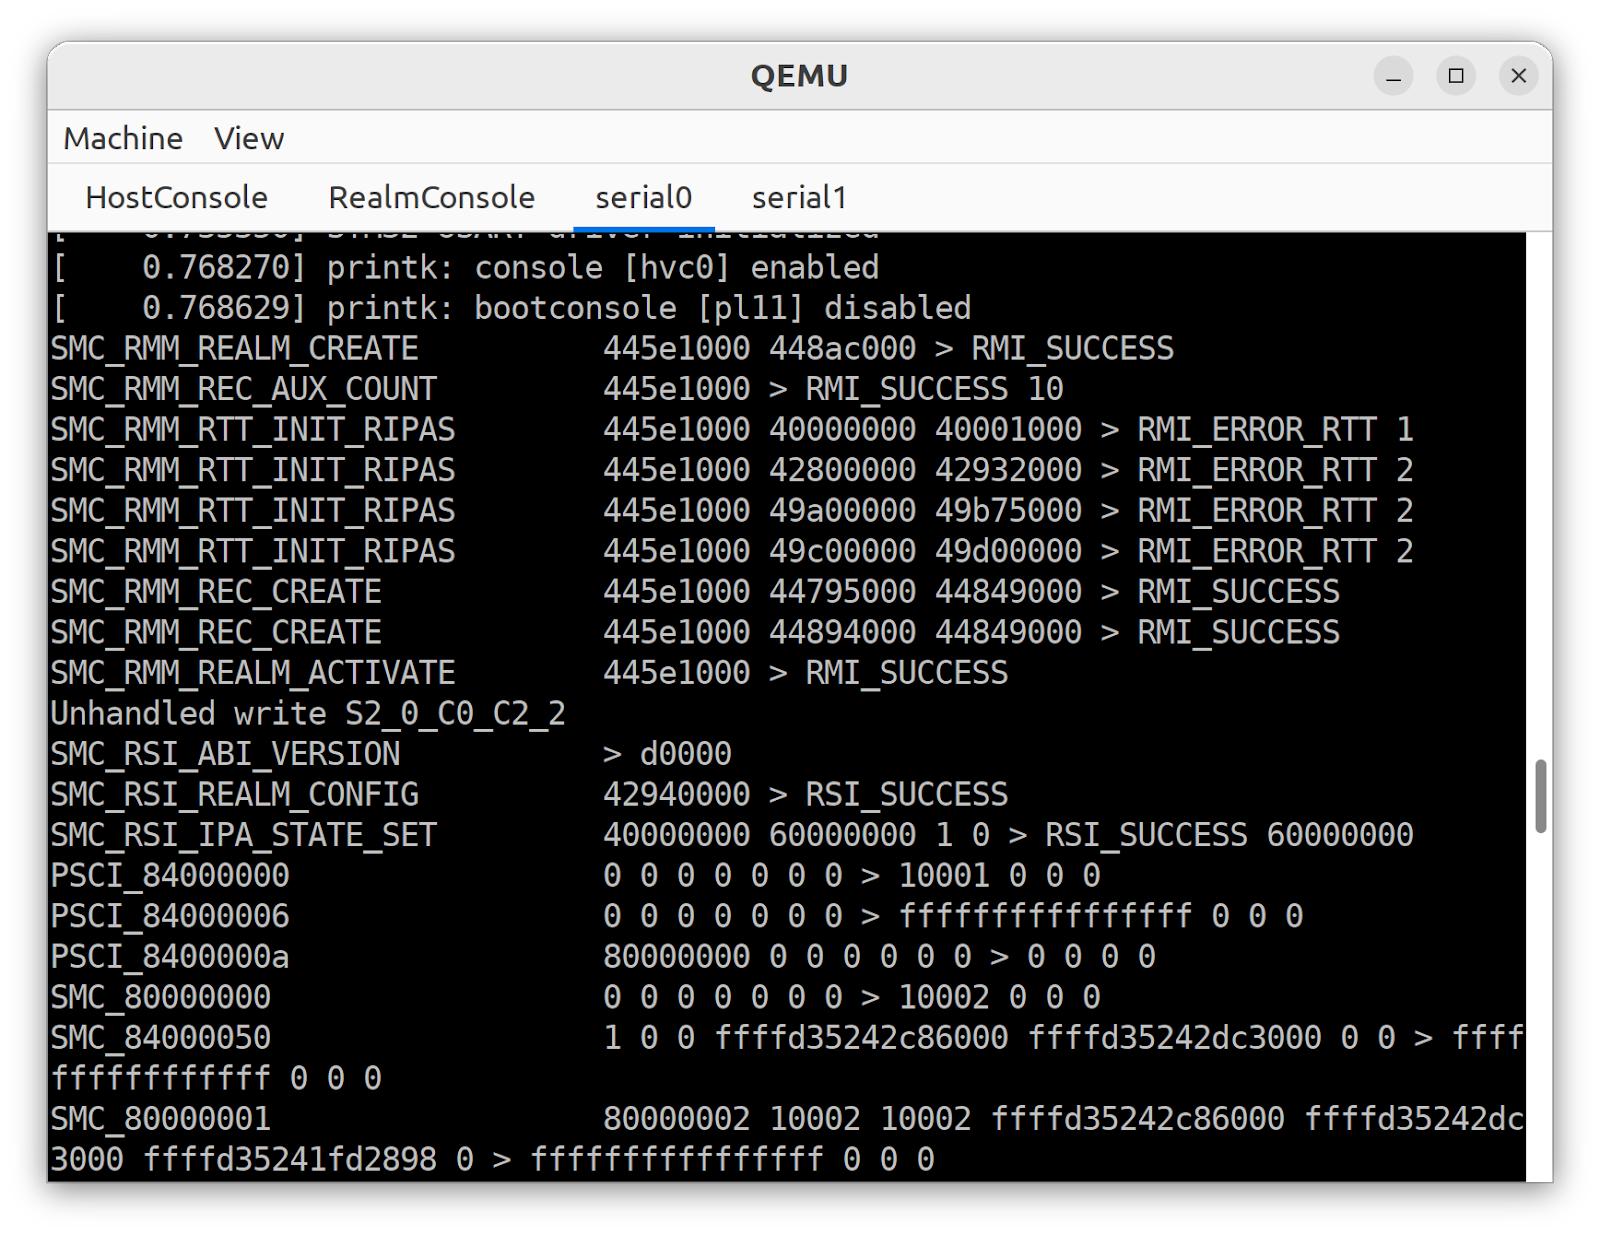 QEMU
Machine View
HostConsole RealmConsole serial0 serial1
[    0.768270] printk: console [hvc0] enabled
[    0.768629] printk: bootconsole [pl11] disabled
SMC_RMM_REALM_CREATE          445e1000 448ac000 > RMI_SUCCESS
SMC_RMM_REC_AUX_COUNT         445e1000 > RMI_SUCCESS 10
SMC_RMM_RTT_INIT_RIPAS        445e1000 40000000 40001000 > RMI_ERROR_RTT 1
SMC_RMM_RTT_INIT_RIPAS        445e1000 42800000 42932000 > RMI_ERROR_RTT 2
SMC_RMM_RTT_INIT_RIPAS        445e1000 49a00000 49b75000 > RMI_ERROR_RTT 2
SMC_RMM_RTT_INIT_RIPAS        445e1000 49c00000 49d00000 > RMI_ERROR_RTT 2
SMC_RMM_REC_CREATE            445e1000 44795000 44849000 > RMI_SUCCESS
SMC_RMM_REC_CREATE            445e1000 44894000 44849000 > RMI_SUCCESS
SMC_RMM_REALM_ACTIVATE        445e1000 > RMI_SUCCESS
Unhandled write S2_0_C0_C2_2
SMC_RSI_ABI_VERSION           > d0000
SMC_RSI_REALM_CONFIG          42940000 > RSI_SUCCESS
SMC_RSI_IPA_STATE_SET         40000000 60000000 1 0 > RSI_SUCCESS 60000000
PSCI_84000000                 0 0 0 0 0 0 0 > 10001 0 0 0
PSCI_84000006                 0 0 0 0 0 0 0 > ffffffffffffffff 0 0 0
PSCI_8400000a                 80000000 0 0 0 0 0 0 > 0 0 0 0
SMC_80000000                  0 0 0 0 0 0 0 > 10002 0 0 0
SMC_84000050                  1 0 0 ffffd35242c86000 ffffd35242dc3000 0 0 > ffff
ffffffffffff 0 0 0
SMC_80000001                  80000002 10002 10002 ffffd35242c86000 ffffd35242dc
3000 ffffd35241fd2898 0 > ffffffffffffffff 0 0 0